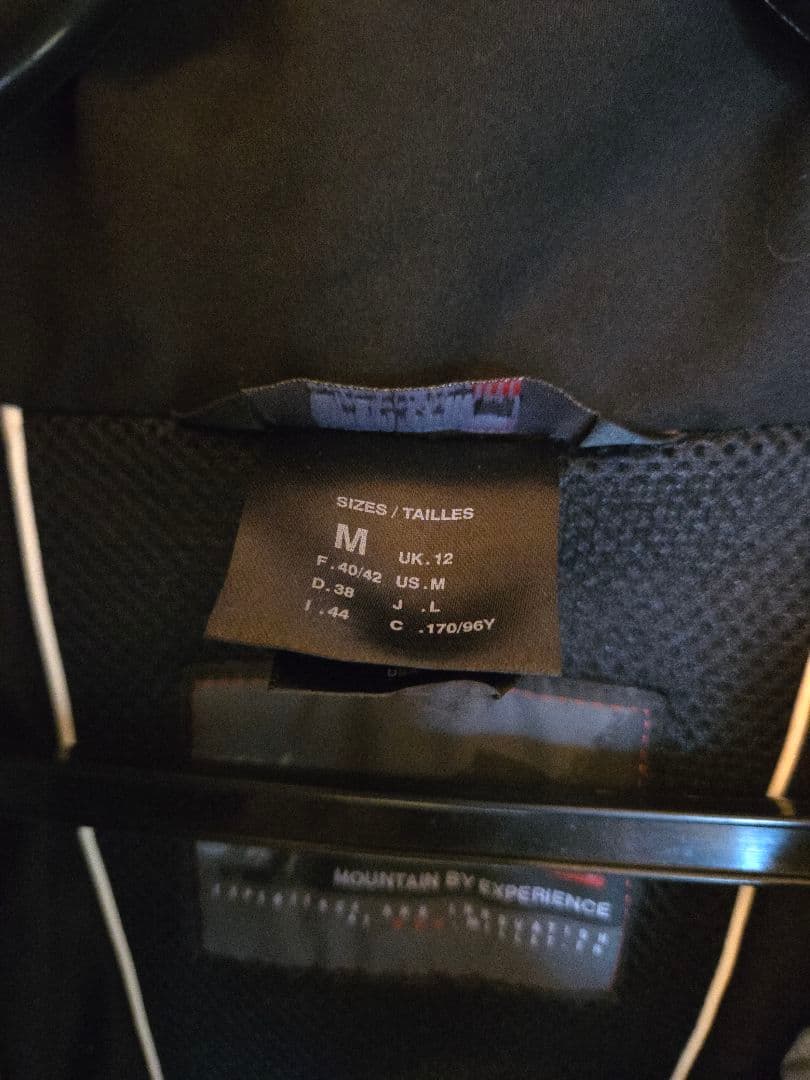 SIZES / TAILLES
M
F.40/42
UK.12
D.38
US.M
I.44
J.L
C.170/96Y
MOUNTAIN BY EXPERIENCE